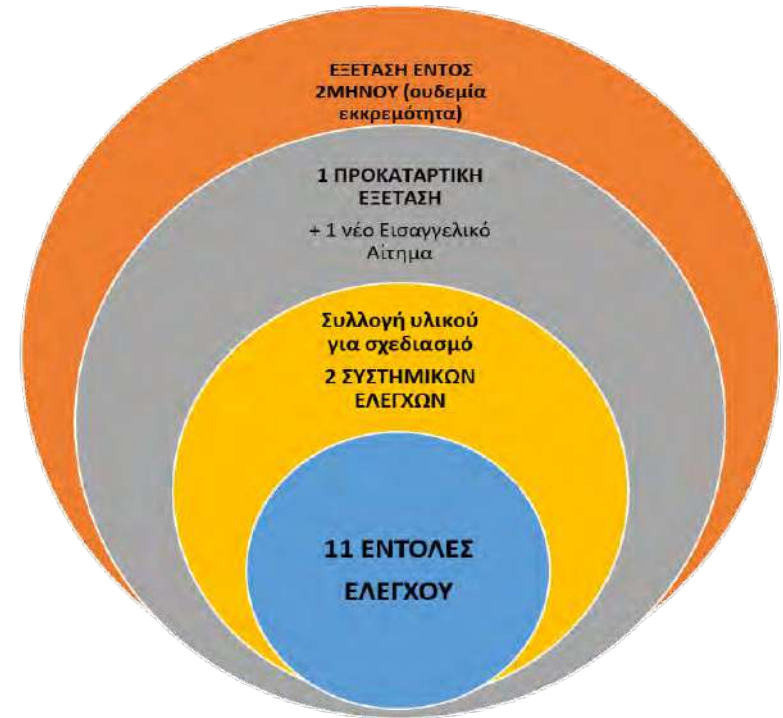 ΕΞΕΤΑΣΗ ΕΝΤΟΣ
2ΜΗΝΟΥ (ουδεμία
εκκρεμότητα)
1 ΠΡΟΚΑΤΑΡΤΙΚΗ
ΕΞΕΤΑΣΗ
+ 1 νέο Εισαγγελικό
Αίτημα
Συλλογή υλικού
για σχεδιασμό
2 ΣΥΣΤΗΜΙΚΩΝ
ΕΛΕΓΧΩΝ
11 ΕΝΤΟΛΕΣ
ΕΛΕΓΧΟΥ